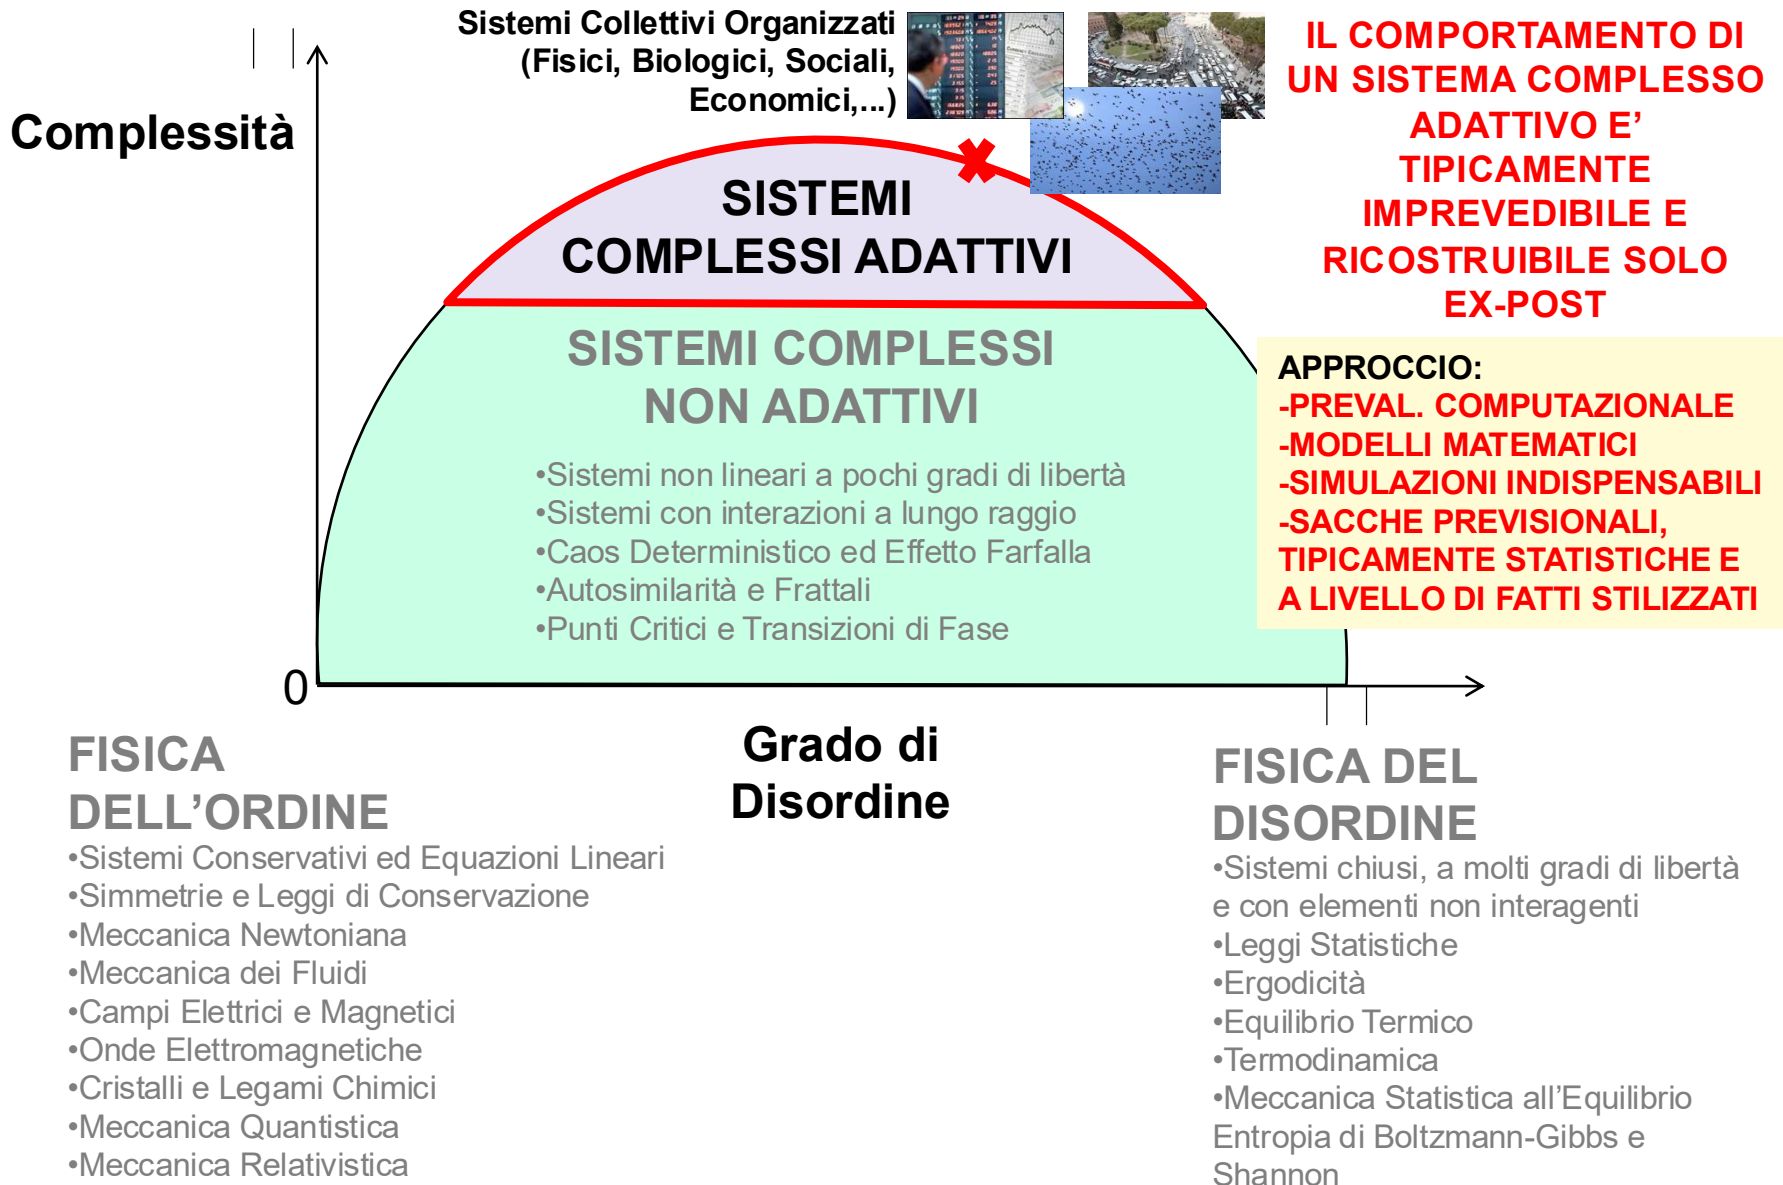 Sistemi Collettivi Organizzati
(Fisici, Biologici, Sociali,
Economici,...)
IL COMPORTAMENTO DI
UN SISTEMA COMPLESSO
ADATTIVO E’
TIPICAMENTE
IMPREVEDIBILE E
RICOSTRUIBILE SOLO
EX-POST
Complessità
SISTEMI
COMPLESSI ADATTIVI
SISTEMI COMPLESSI
NON ADATTIVI
•Sistemi non lineari a pochi gradi di libertà
•Sistemi con interazioni a lungo raggio
•Caos Deterministico ed Effetto Farfalla
•Autosimilarità e Frattali
•Punti Critici e Transizioni di Fase
APPROCCIO:
-PREVAL. COMPUTAZIONALE
-MODELLI MATEMATICI
-SIMULAZIONI INDISPENSABILI
-SACCHE PREVISIONALI,
TIPICAMENTE STATISTICHE E
A LIVELLO DI FATTI STILIZZATI
0
Grado di
Disordine
FISICA
DELL’ORDINE
•Sistemi Conservativi ed Equazioni Lineari
•Simmetrie e Leggi di Conservazione
•Meccanica Newtoniana
•Meccanica dei Fluidi
•Campi Elettrici e Magnetici
•Onde Elettromagnetiche
•Cristalli e Legami Chimici
•Meccanica Quantistica
•Meccanica Relativistica
FISICA DEL
DISORDINE
•Sistemi chiusi, a molti gradi di libertà
e con elementi non interagenti
•Leggi Statistiche
•Ergodicità
•Equilibrio Termico
•Termodinamica
•Meccanica Statistica all’Equilibrio
Entropia di Boltzmann-Gibbs e
Shannon